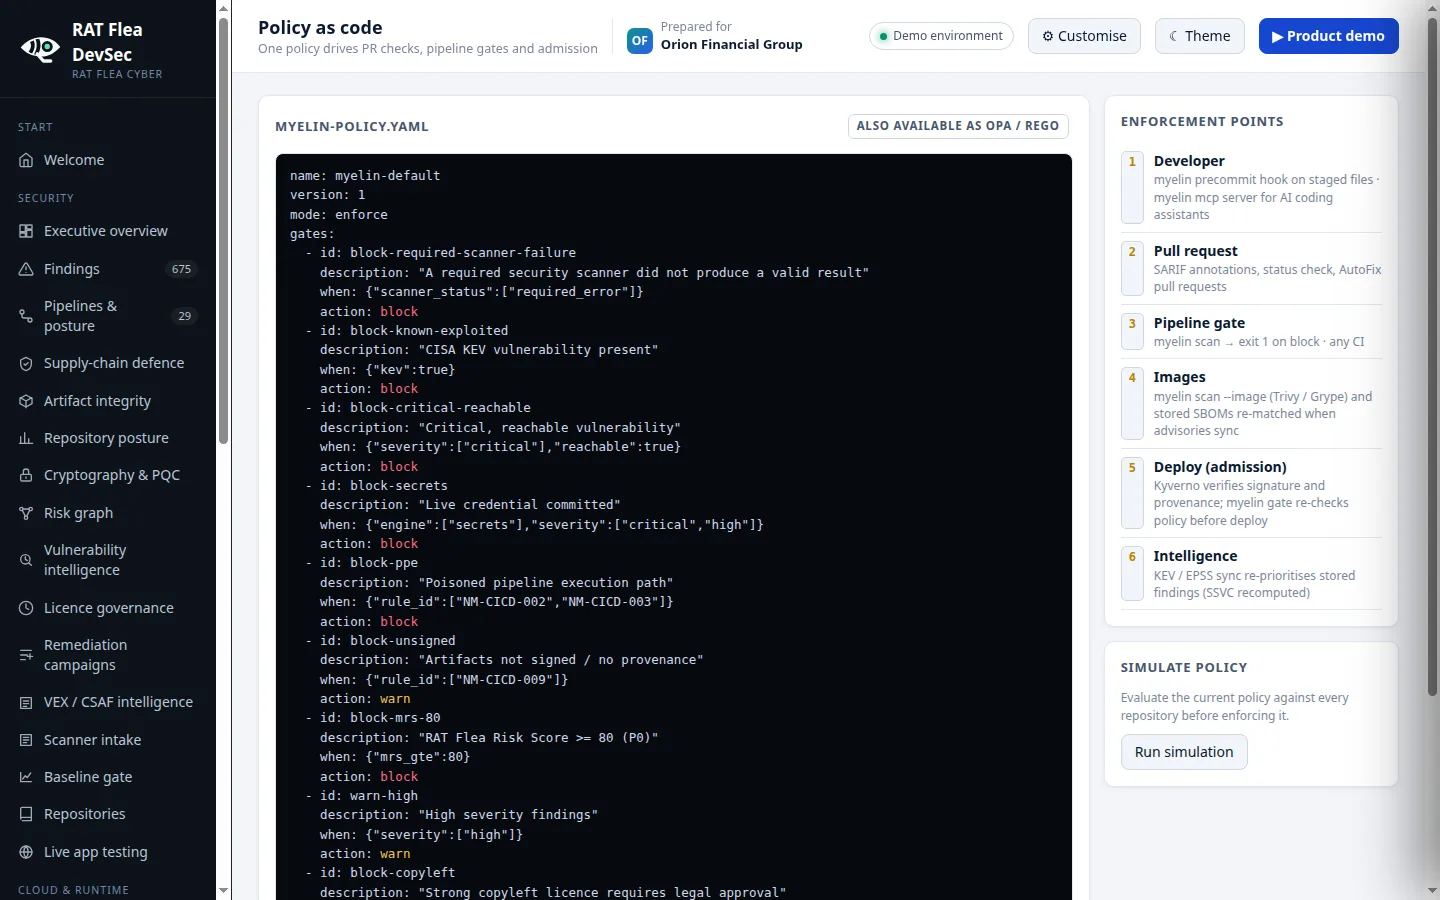 RAT Flea
DevSec
RAT FLEA CYBER
START
Welcome
SECURITY
Executive overview
Findings 675
Pipelines &
posture 29
Supply-chain defence
Artifact integrity
Repository posture
Cryptography & PQC
Risk graph
Vulnerability
intelligence
Licence governance
Remediation
campaigns
VEX / CSAF intelligence
Scanner intake
Baseline gate
Repositories
Live app testing
CLOUD & RUNTIME
Policy as code
One policy drives PR checks, pipeline gates and admission
OF
Prepared for
Orion Financial Group
Demo environment
⚙ Customise
☾ Theme
▶ Product demo
MYELIN-POLICY.YAML
ALSO AVAILABLE AS OPA / REGO
name: myelin-default
version: 1
mode: enforce
gates:
  - id: block-required-scanner-failure
    description: "A required security scanner did not produce a valid result"
    when: {"scanner_status":["required_error"]}
    action: block
  - id: block-known-exploited
    description: "CISA KEV vulnerability present"
    when: {"kev":true}
    action: block
  - id: block-critical-reachable
    description: "Critical, reachable vulnerability"
    when: {"severity":["critical"],"reachable":true}
    action: block
  - id: block-secrets
    description: "Live credential committed"
    when: {"engine":["secrets"],"severity":["critical","high"]}
    action: block
  - id: block-ppe
    description: "Poisoned pipeline execution path"
    when: {"rule_id":["NM-CICD-002","NM-CICD-003"]}
    action: block
  - id: block-unsigned
    description: "Artifacts not signed / no provenance"
    when: {"rule_id":["NM-CICD-009"]}
    action: warn
  - id: block-mrs-80
    description: "RAT Flea Risk Score >= 80 (P0)"
    when: {"mrs_gte":80}
    action: block
  - id: warn-high
    description: "High severity findings"
    when: {"severity":["high"]}
    action: warn
  - id: block-copyleft
    description: "Strong copyleft licence requires legal approval"
ENFORCEMENT POINTS
1 Developer
myelin precommit hook on staged files ·
myelin mcp server for AI coding
assistants
2 Pull request
SARIF annotations, status check, AutoFix
pull requests
3 Pipeline gate
myelin scan → exit 1 on block · any CI
4 Images
myelin scan --image (Trivy / Grype) and
stored SBOMs re-matched when
advisories sync
5 Deploy (admission)
Kyverno verifies signature and
provenance; myelin gate re-checks
policy before deploy
6 Intelligence
KEV / EPSS sync re-prioritises stored
findings (SSVC recomputed)
SIMULATE POLICY
Evaluate the current policy against every
repository before enforcing it.
Run simulation